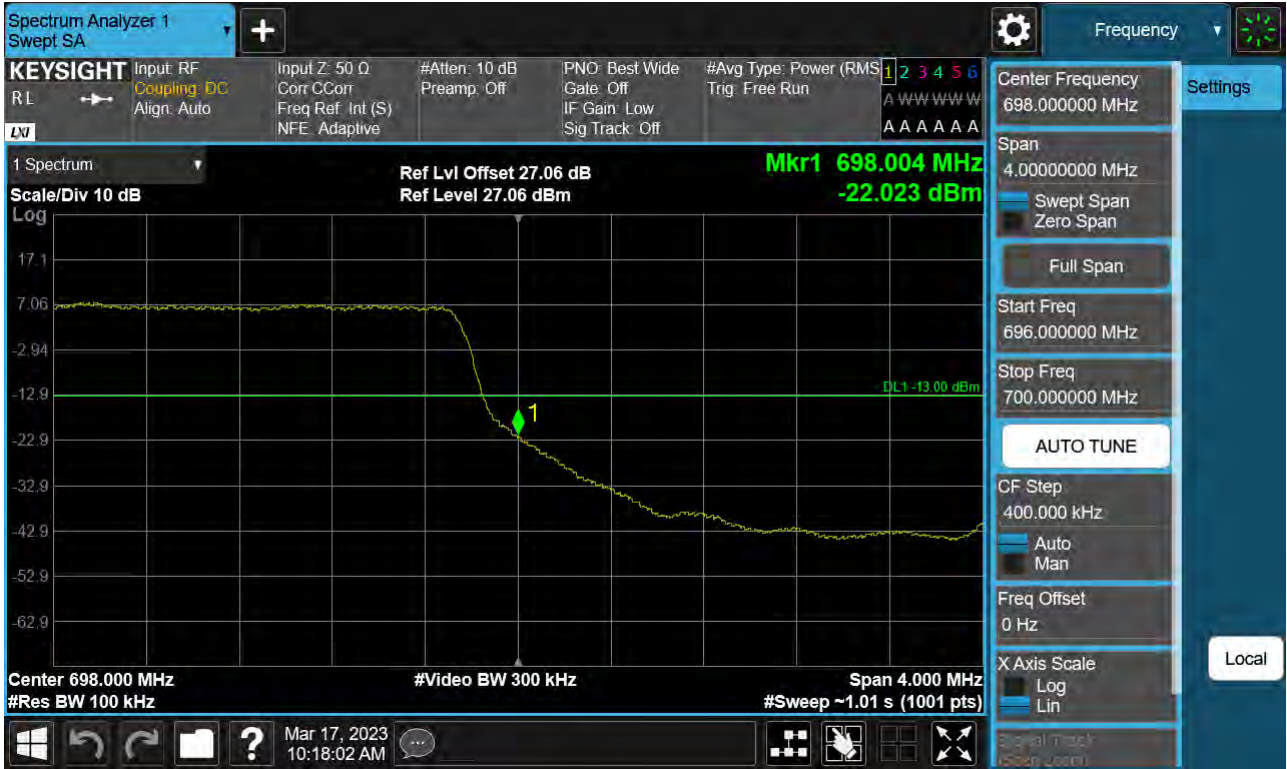 Spectrum Analyzer 1
Swept SA
Frequency
KEYSIGHT
RL
LXI
Input: RF
Coupling: DC
Align: Auto
Input Z: 50 Ω
Corr CCorr
Freq Ref: Int (S)
NFE: Adaptive
#Atten: 10 dB
Preamp: Off
PNO: Best Wide
Gate: Off
IF Gain: Low
Sig Track: Off
#Avg Type: Power (RMS
Trig: Free Run
1 2 3 4 5 6
A W W W W W
A A A A A A
1 Spectrum
Scale/Div 10 dB
Log
Ref Lvl Offset 27.06 dB
Ref Level 27.06 dBm
Mkr1 698.004 MHz
-22.023 dBm
17.1
7.06
-2.94
-12.9
-22.9
-32.9
-42.9
-52.9
-62.9
DL1 -13.00 dBm
1
Center 698.000 MHz
#Res BW 100 kHz
#Video BW 300 kHz
Span 4.000 MHz
#Sweep ~1.01 s (1001 pts)
Center Frequency
698.000000 MHz
Span
4.00000000 MHz
Swept Span
Zero Span
Full Span
Start Freq
696.000000 MHz
Stop Freq
700.000000 MHz
AUTO TUNE
CF Step
400.000 kHz
Auto
Man
Freq Offset
0 Hz
X Axis Scale
Log
Lin
Signal Track
(Span Zoom)
Settings
Local
?
Mar 17, 2023
10:18:02 AM